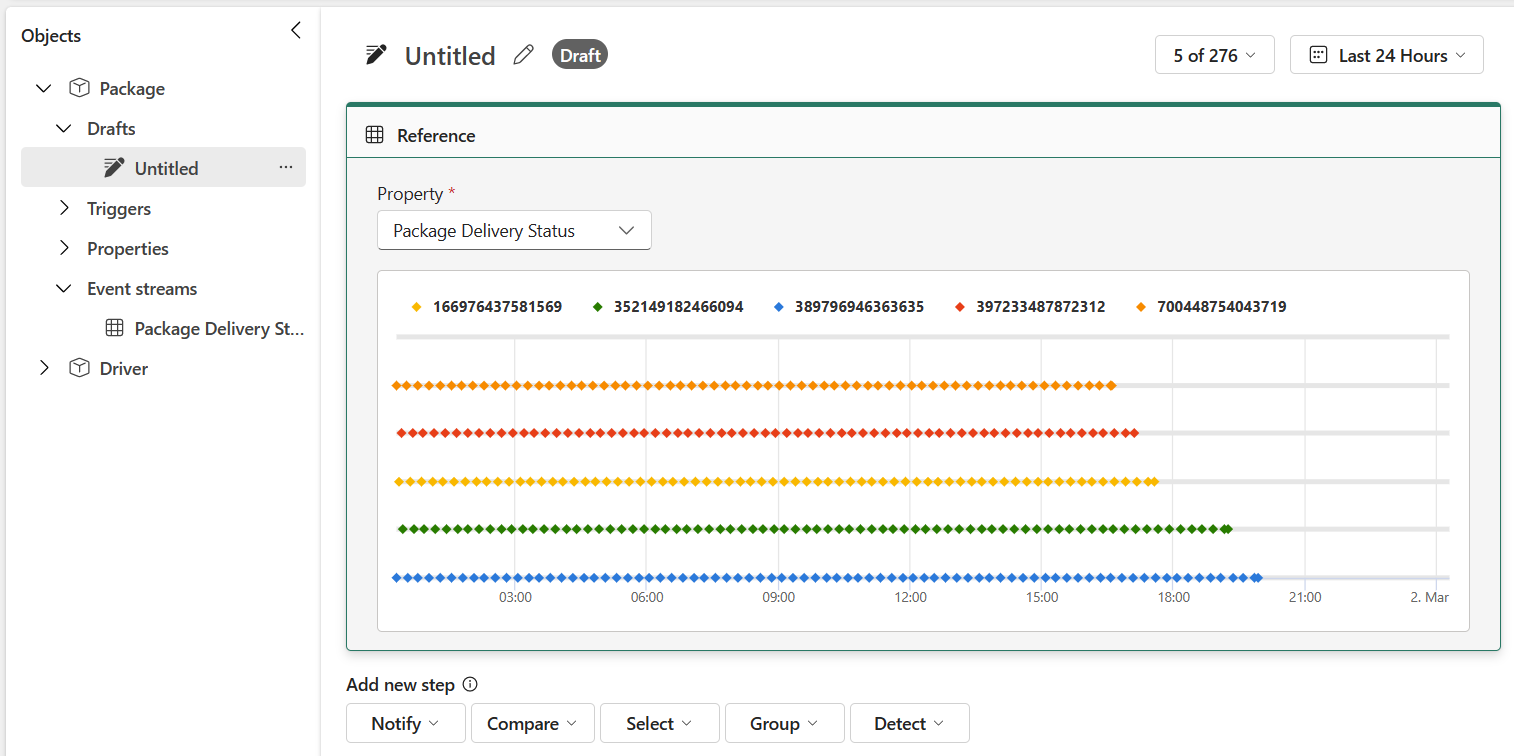 Objects
Package
Drafts
Untitled
Triggers
Properties
Event streams
Package Delivery St...
Driver
Untitled Draft
5 of 276
Last 24 Hours
Reference
Property *
Package Delivery Status
166976437581569 352149182466094 389796946363635 397233487872312 700448754043719
03:00 06:00 09:00 12:00 15:00 18:00 21:00 2. Mar
Add new step
Notify Compare Select Group Detect